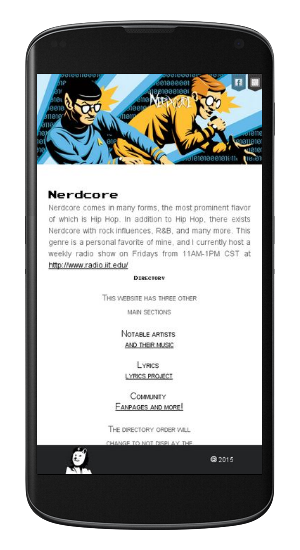 Nerdcore
Nerdcore
Nerdcore comes in many forms, the most prominent flavor
of which is Hip Hop. In addition to Hip Hop, there exists
Nerdcore with rock influences, R&B, and many more. This
genre is a personal favorite of mine, and I currently host a
weekly radio show on Fridays from 11AM-1PM CST at
http://www.radio.iit.edu/
Directory
This website has three other
main sections
Notable artists
and their music
Lyrics
lyrics project
Community
Fanpages and more!
The directory order will
change to not display the
© 2015